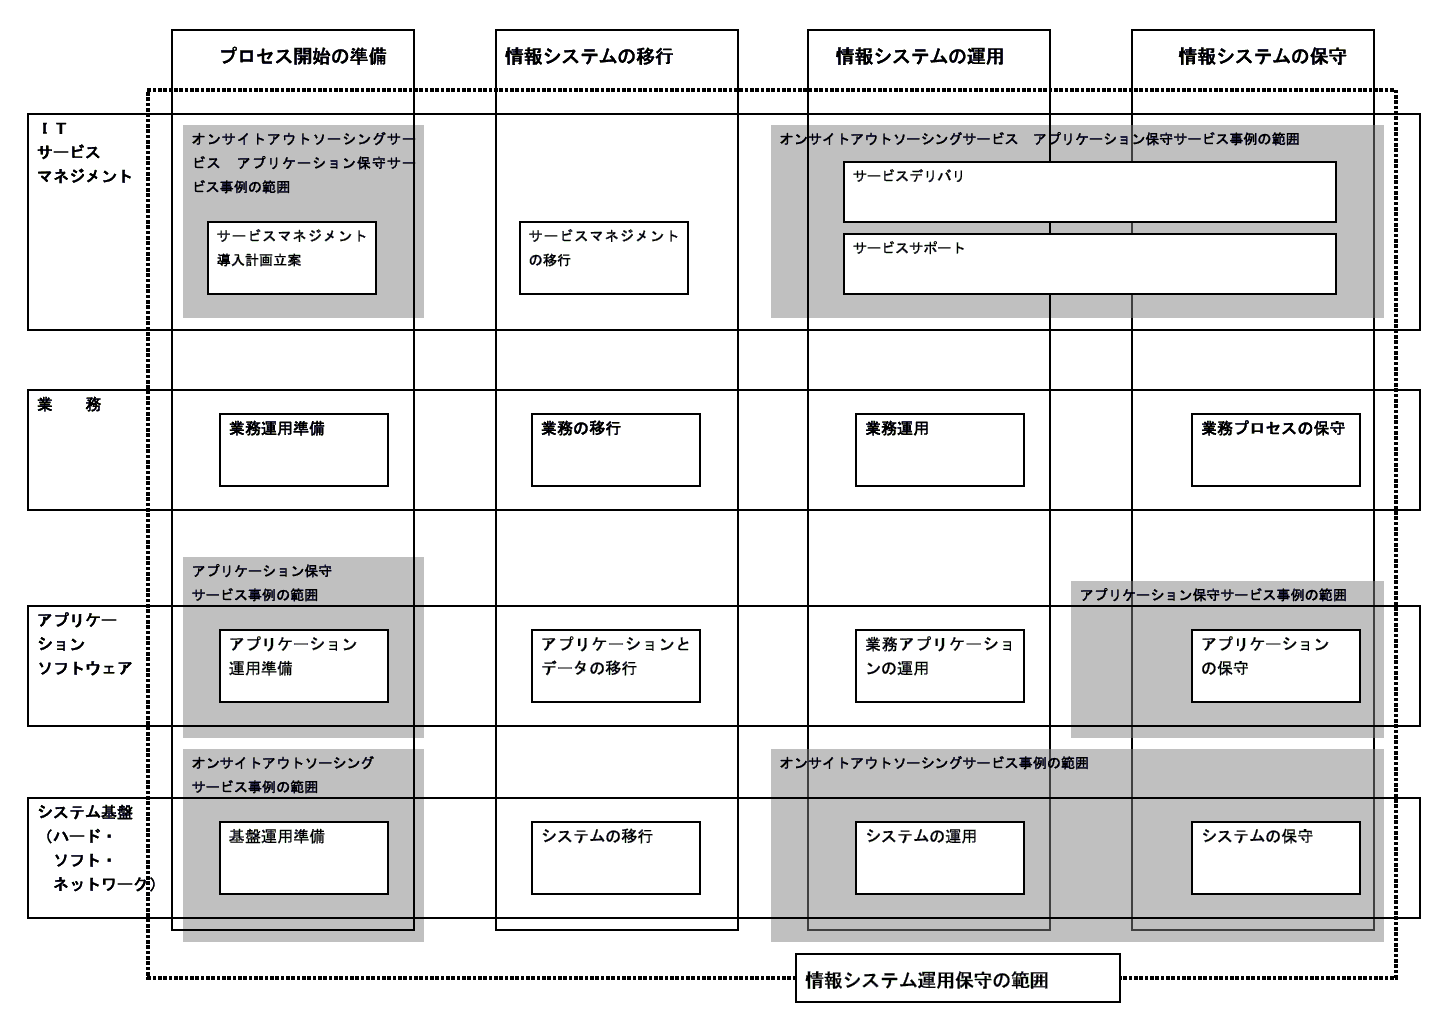 プロセス開始の準備
情報システムの移行
情報システムの運用
情報システムの保守
ＩＴ
サービス
マネジメント
オンサイトアウトソーシングサー
ビス　アプリケーション保守サー
ビス事例の範囲
サービスマネジメント
導入計画立案
サービスマネジメント
の移行
オンサイトアウトソーシングサービス　アプリケーション保守サービス事例の範囲
サービスデリバリ
サービスサポート
業　　務
業務運用準備
業務の移行
業務運用
業務プロセスの保守
アプリケー
ション
ソフトウェア
アプリケーション保守
サービス事例の範囲
アプリケーション
運用準備
アプリケーションと
データの移行
業務アプリケーショ
ンの運用
アプリケーション保守サービス事例の範囲
アプリケーション
の保守
システム基盤
（ハード・
ソフト・
ネットワーク）
オンサイトアウトソーシング
サービス事例の範囲
基盤運用準備
システムの移行
オンサイトアウトソーシングサービス事例の範囲
システムの運用
システムの保守
情報システム運用保守の範囲